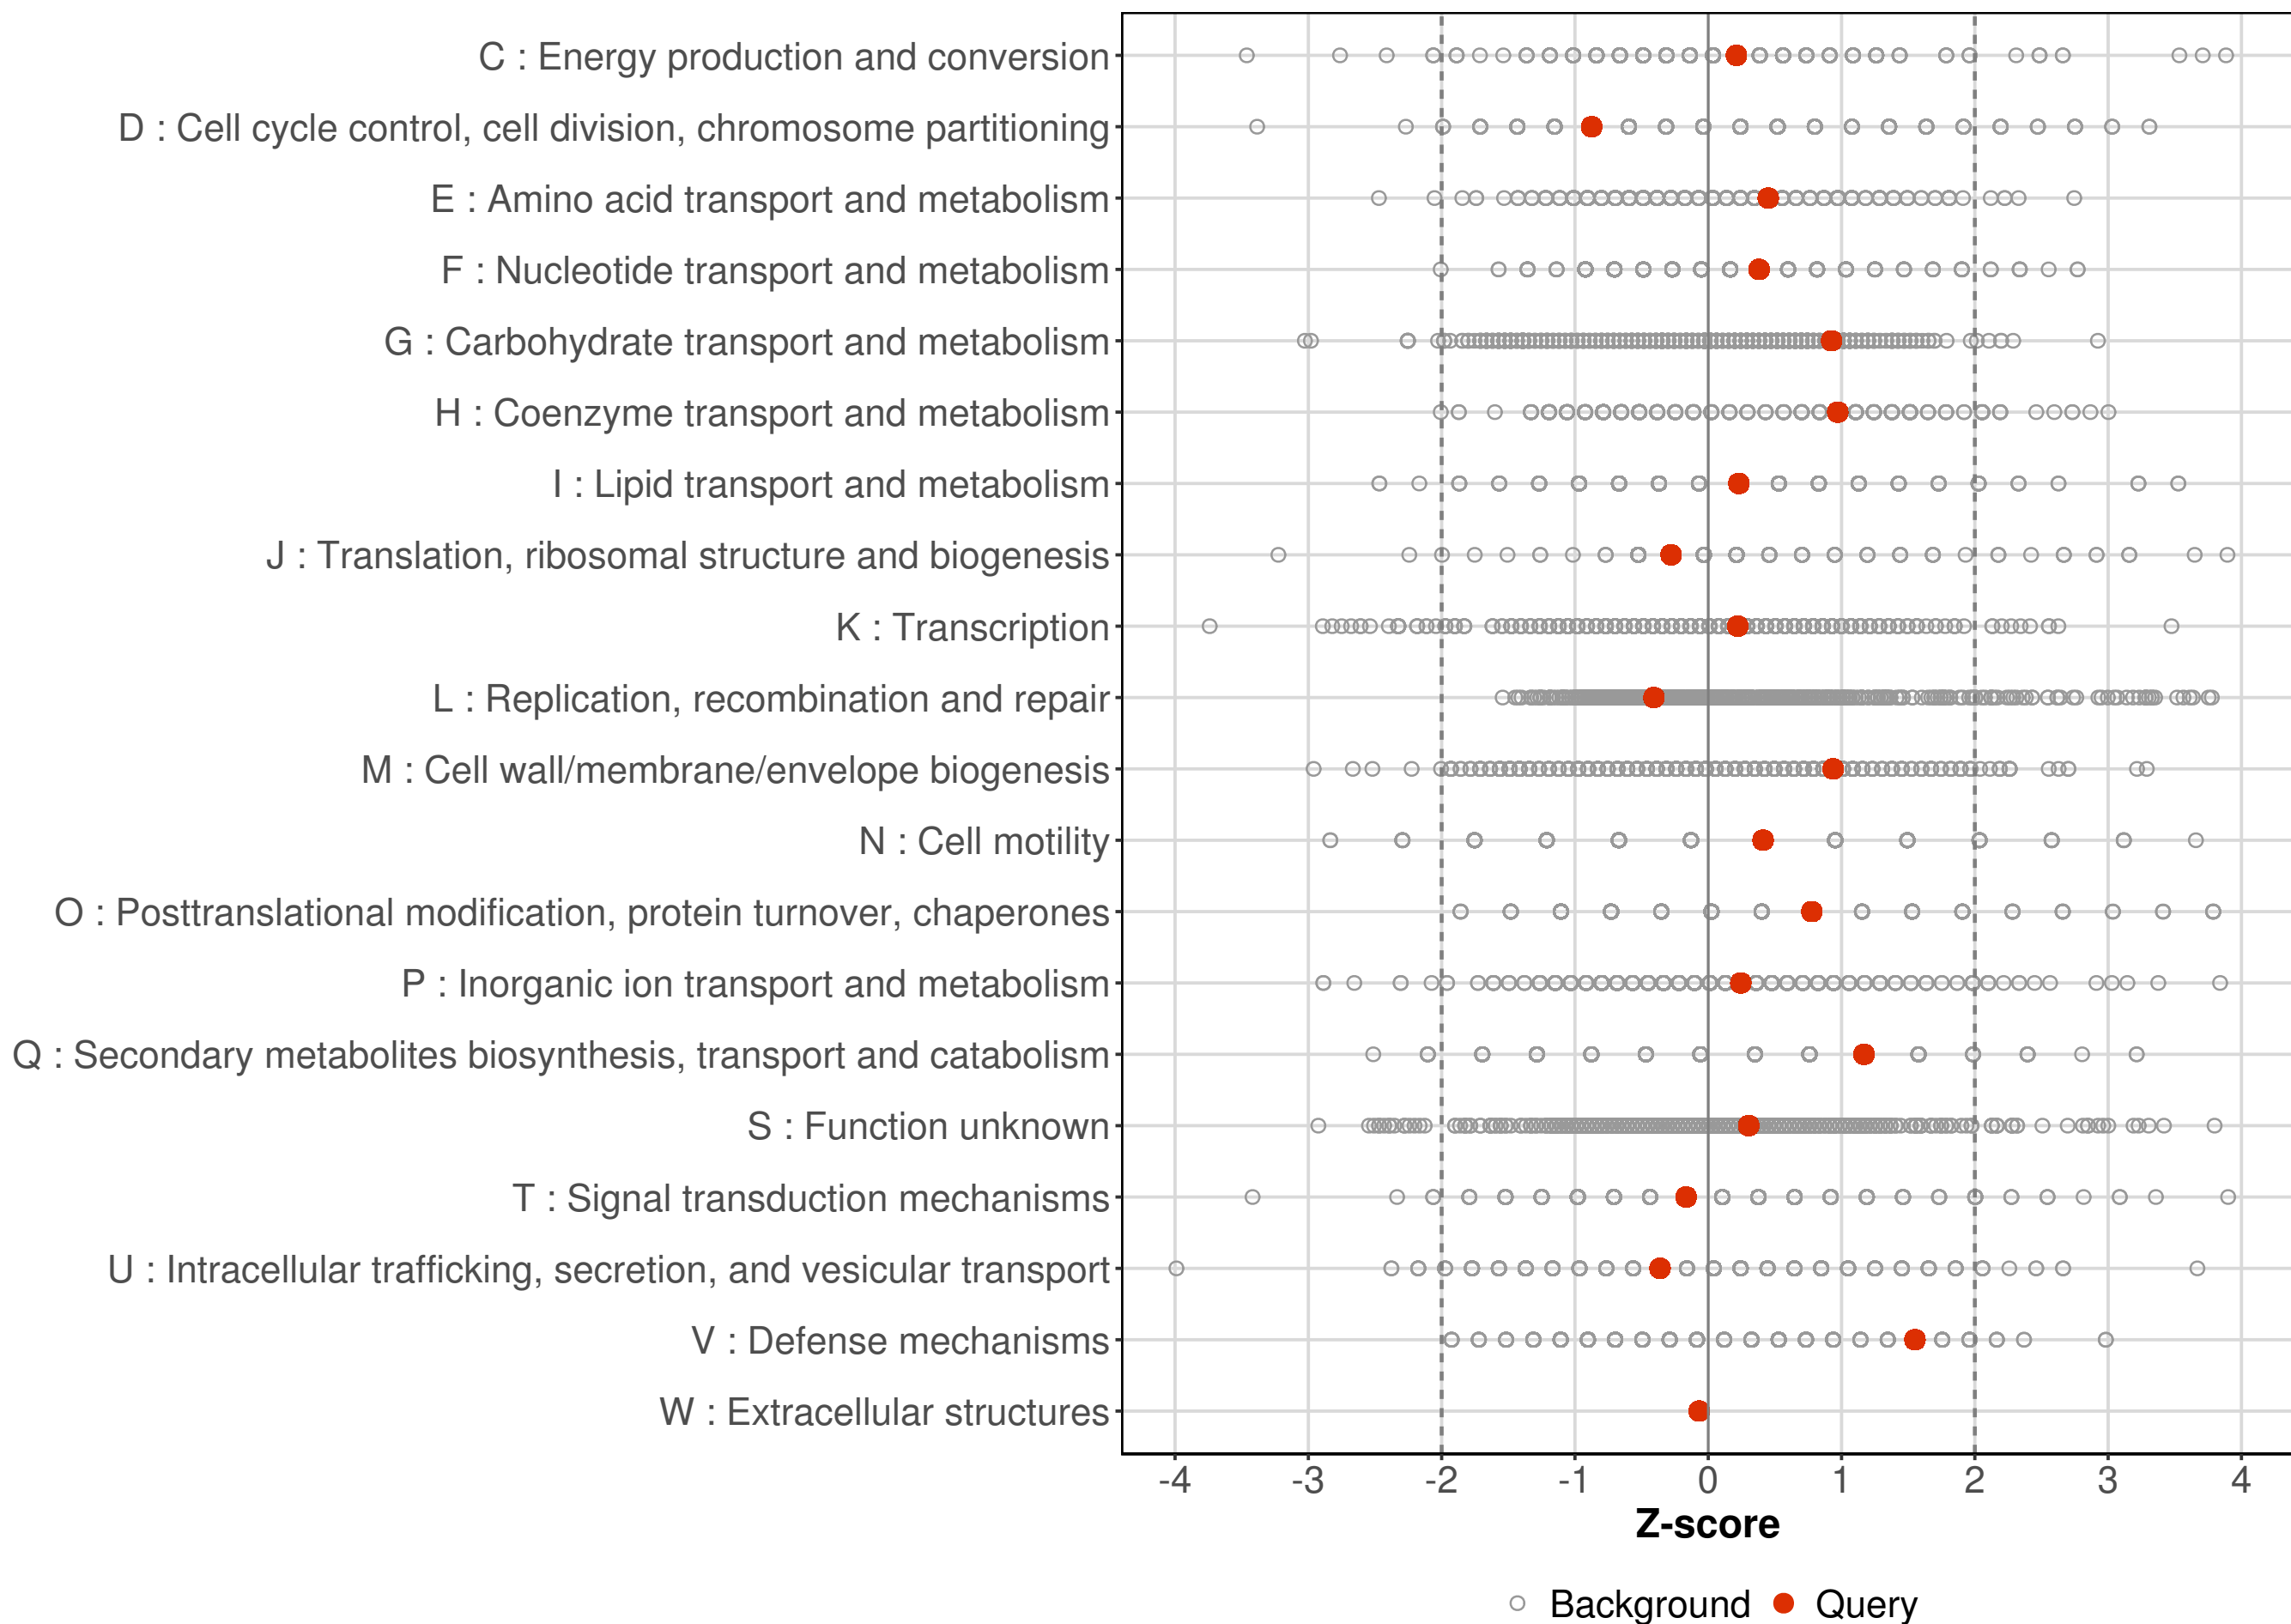 C : Energy production and conversion
D : Cell cycle control, cell division, chromosome partitioning
E : Amino acid transport and metabolism
F : Nucleotide transport and metabolism
G : Carbohydrate transport and metabolism
H : Coenzyme transport and metabolism
I : Lipid transport and metabolism
J : Translation, ribosomal structure and biogenesis
K : Transcription
L : Replication, recombination and repair
M : Cell wall/membrane/envelope biogenesis
N : Cell motility
O : Posttranslational modification, protein turnover, chaperones
P : Inorganic ion transport and metabolism
Q : Secondary metabolites biosynthesis, transport and catabolism
S : Function unknown
T : Signal transduction mechanisms
U : Intracellular trafficking, secretion, and vesicular transport
V : Defense mechanisms
W : Extracellular structures
-4 -3 -2 -1 0 1 2 3 4
Z-score
Background Query